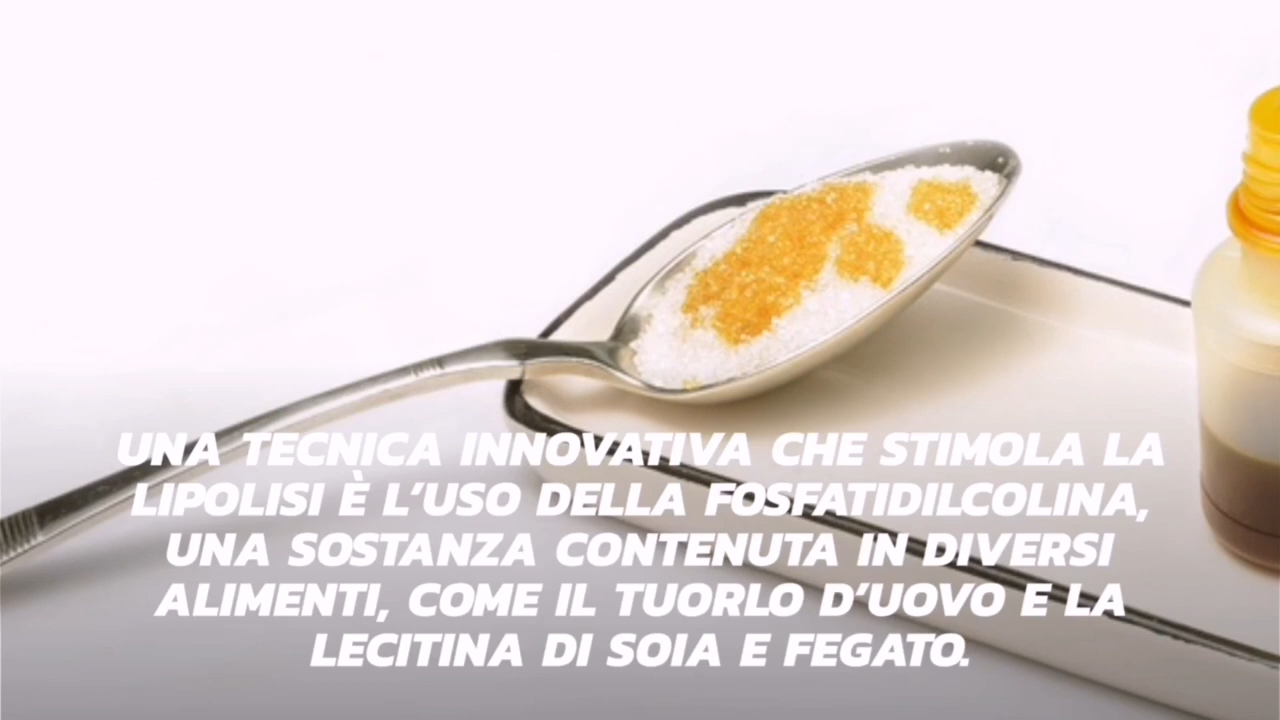 UNA TECNICA INNOVATIVA CHE STIMOLA LA
LIPOLISI È L'USO DELLA FOSFATIDILCOLINA,
UNA SOSTANZA CONTENUTA IN DIVERSI
ALIMENTI, COME IL TUORLO D'UOVO E LA
LECITINA DI SOIA E FEGATO.